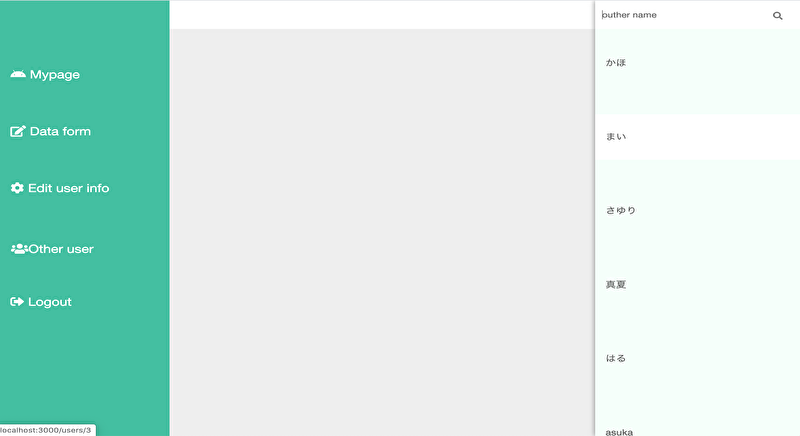 Mypage
Data form
Edit user info
Other user
Logout
localhost:3000/users/3
outher name
かほ
まい
さゆり
真夏
はる
asuka